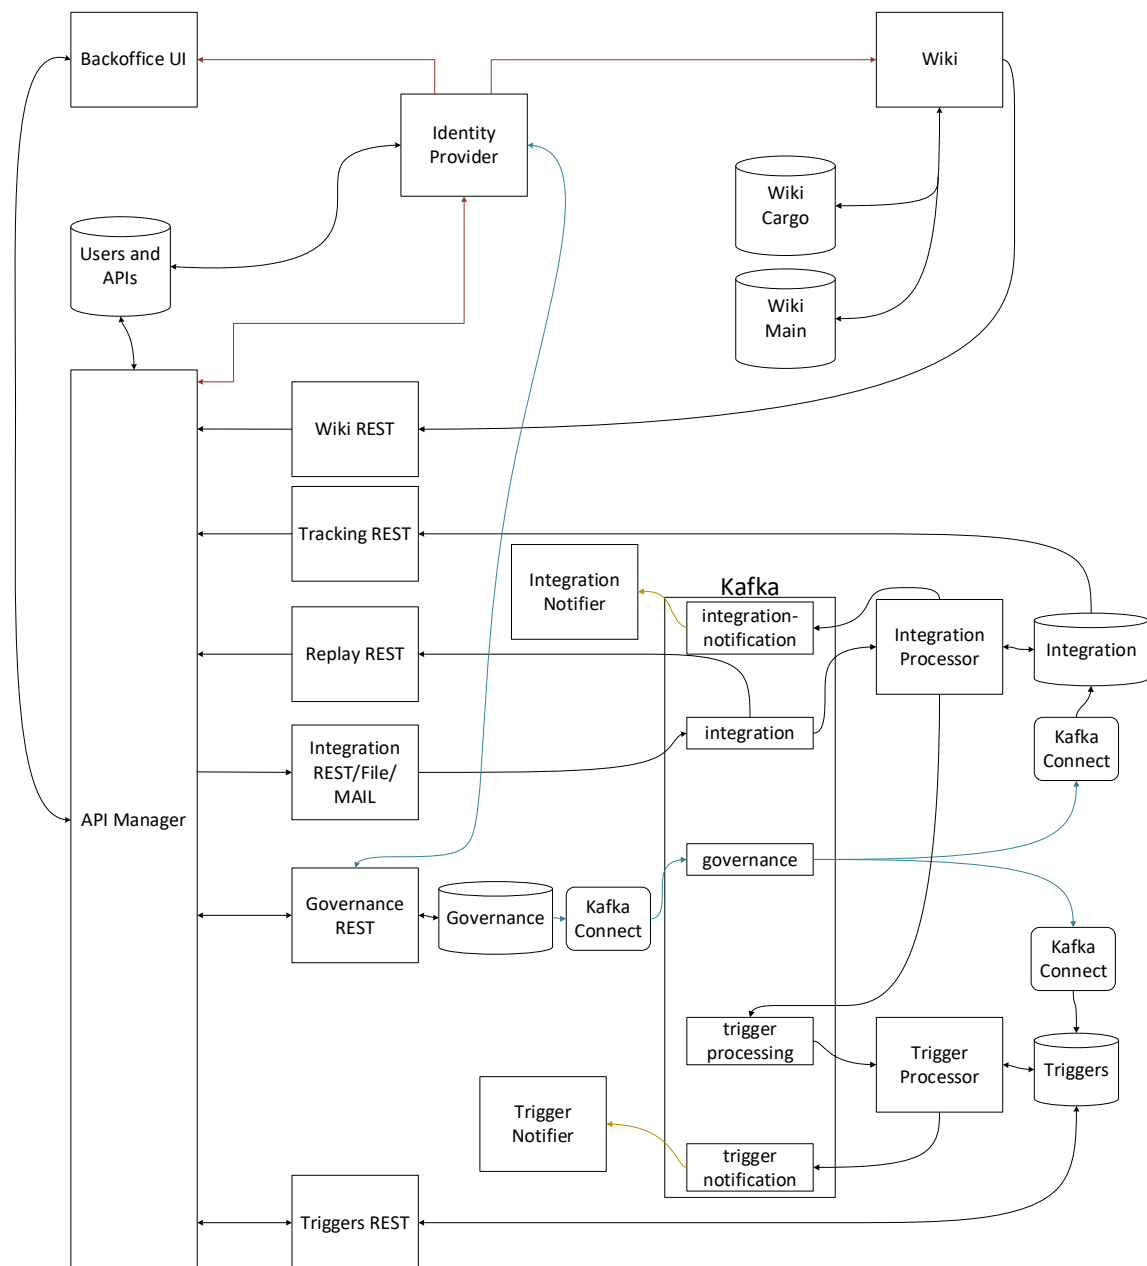 Backoffice UI
Wiki
Identity
Provider
Wiki
Cargo
Users and
APIs
Wiki
Main
Wiki REST
Tracking REST
Integration
Notifier
Kafka
integration-
notification
Integration
Processor
Integration
Replay REST
integration
Kafka
Connect
Integration
REST/File/
MAIL
API Manager
governance
Governance
REST
Governance
Kafka
Connect
Kafka
Connect
trigger
processing
Trigger
Processor
Triggers
Trigger
Notifier
trigger
notification
Triggers REST